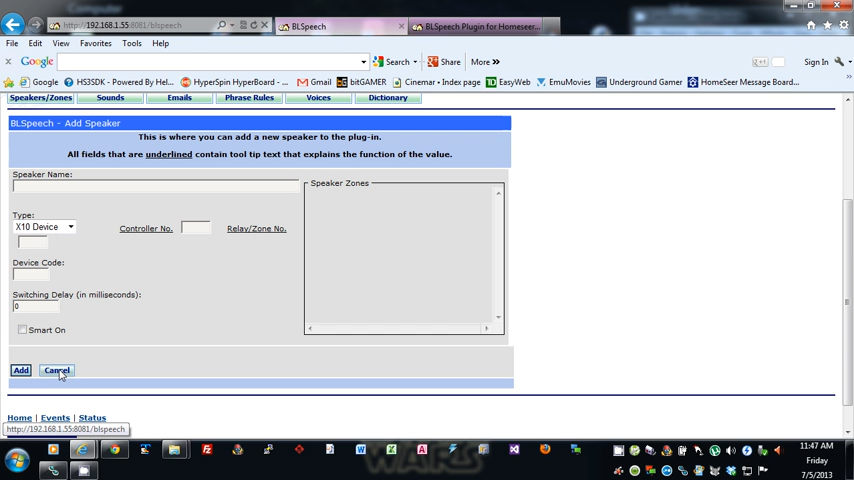 Computer
http://192.168.1.55:8081/blspeech
BLSpeech
BLSpeech Plugin for Homeseer...
File Edit View Favorites Tools Help
Google Search Share More »
Sign In
Google HS3SDK - Powered By Hel... HyperSpin HyperBoard - ... Gmail bitGAMER Cinemar • Index page EasyWeb EmuMovies Underground Gamer HomeSeer Message Board...
Speakers/Zones Sounds Emails Phrase Rules Voices Dictionary
BLSpeech - Add Speaker
This is where you can add a new speaker to the plug-in.
All fields that are underlined contain tool tip text that explains the function of the value.
Speaker Name:
Speaker Zones
Type:
X10 Device
Controller No.
Relay/Zone No.
Device Code:
Switching Delay (in milliseconds):
0
Smart On
Add Cancel
Home | Events | Status
http://192.168.1.55:8081/blspeech
WARS
11:47 AM
Friday
7/5/2013